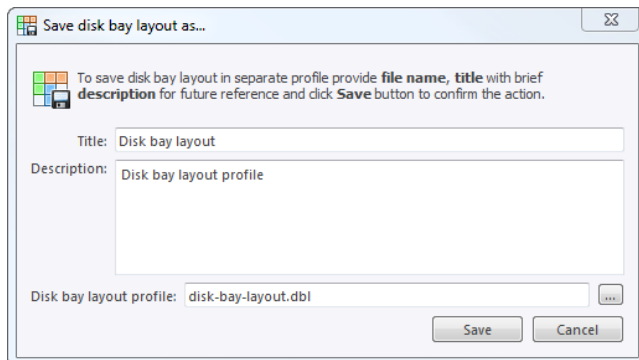 Save disk bay layout as...
To save disk bay layout in separate profile provide file name, title with brief
description for future reference and click Save button to confirm the action.
Title: Disk bay layout
Description: Disk bay layout profile
Disk bay layout profile: disk-bay-layout.dbl ...
Save Cancel